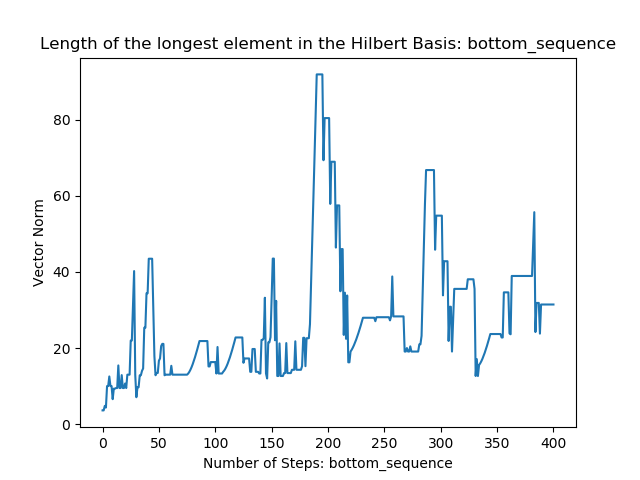 Length of the longest element in the Hilbert Basis: bottom_sequence
Vector Norm
80
60
40
20
0
0 50 100 150 200 250 300 350 400
Number of Steps: bottom_sequence